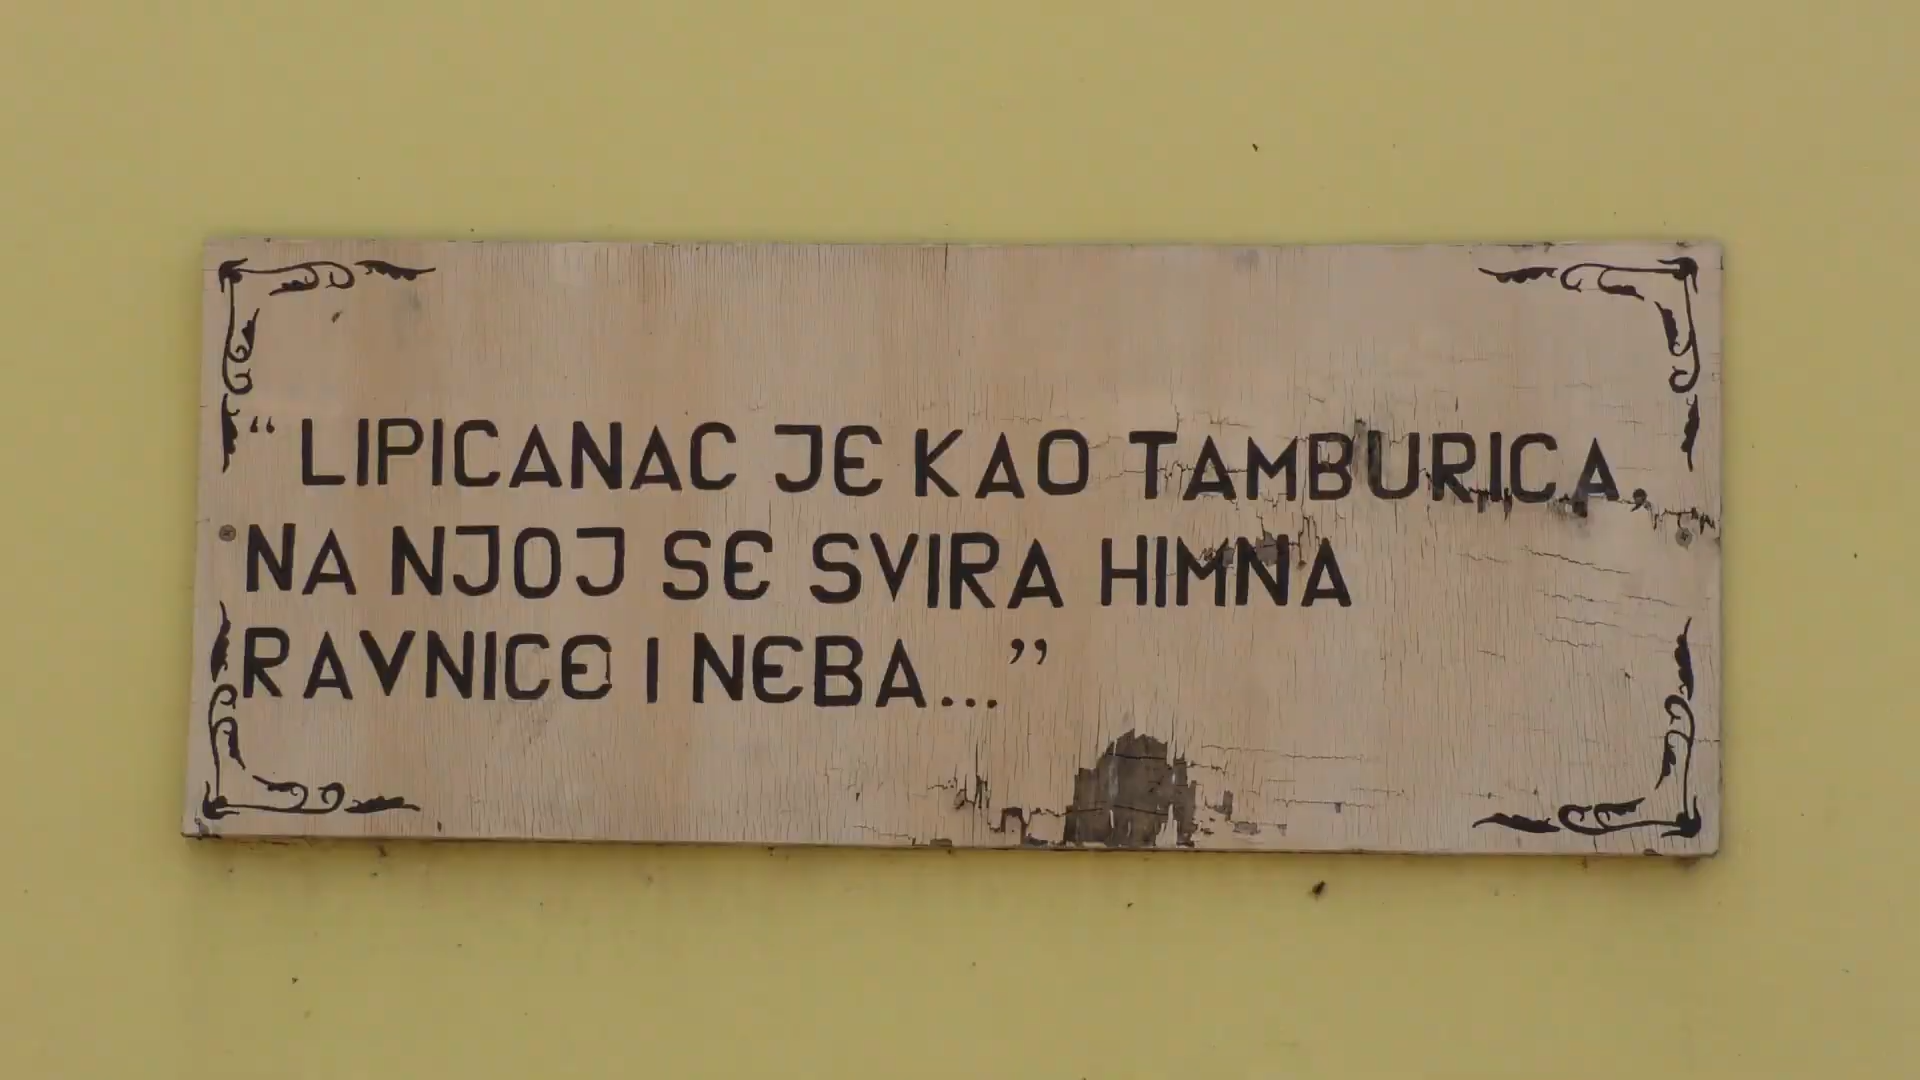 “ LIPICANAC JE KAO TAMBURICA,
NA NJOJ SE SVIRA HIMNA
RAVNICE I NEBA...”